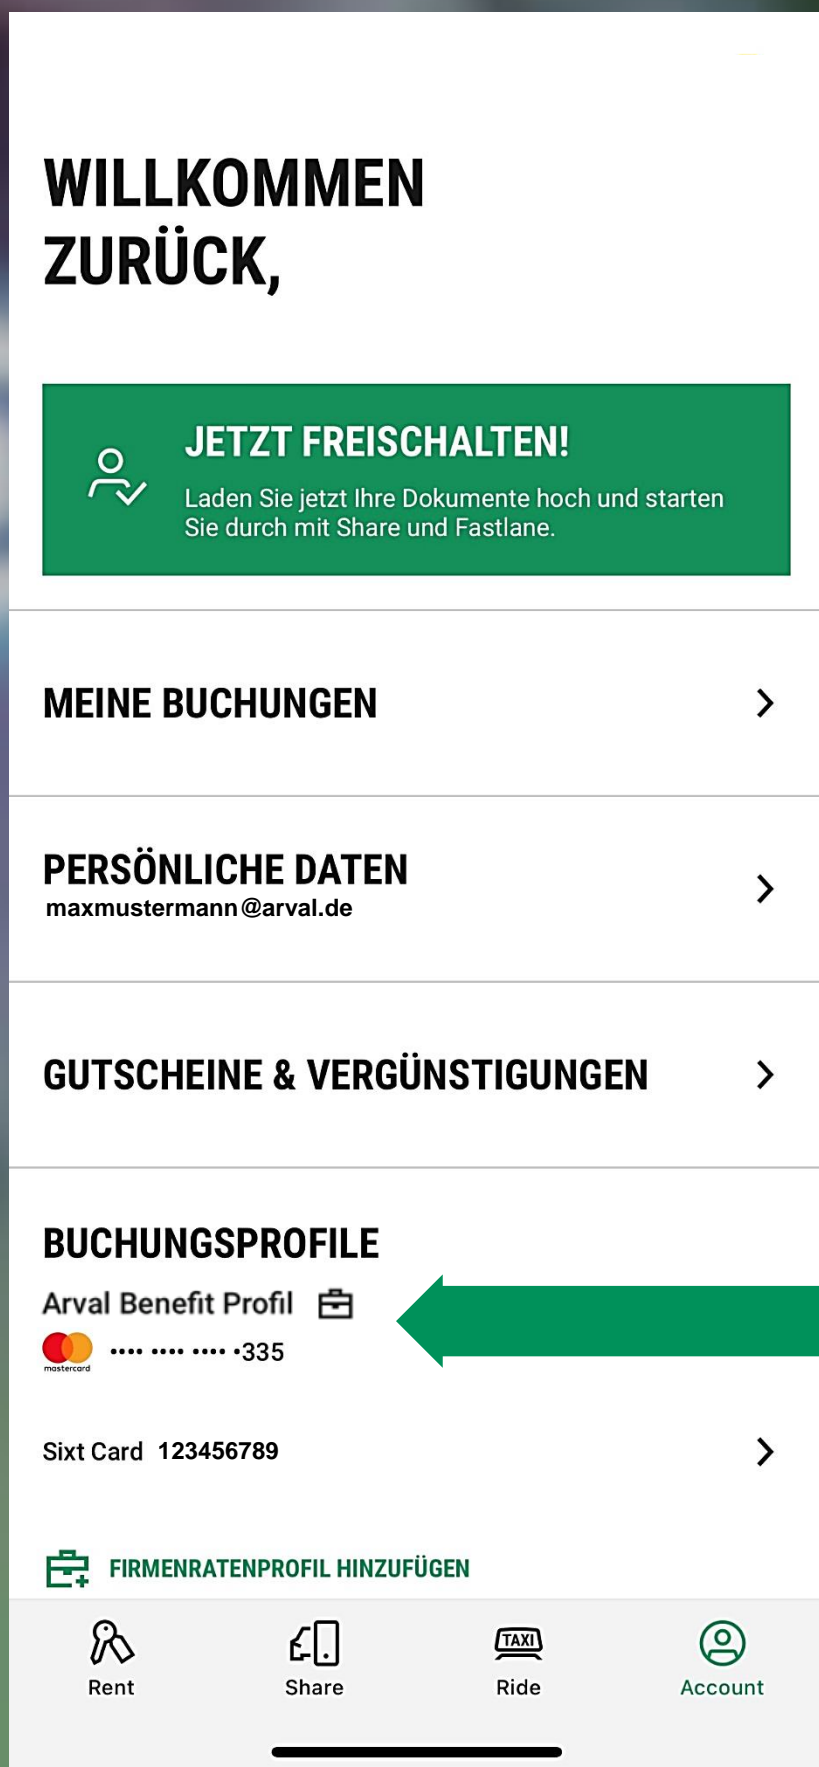 WILLKOMMEN
ZURÜCK,
JETZT FREISCHALTEN!
Laden Sie jetzt Ihre Dokumente hoch und starten
Sie durch mit Share und Fastlane.
MEINE BUCHUNGEN
PERSÖNLICHE DATEN
maxmustermann@arval.de
GUTSCHEINE & VERGÜNSTIGUNGEN
BUCHUNGSPROFILE
Arval Benefit Profil
mastercard •••• •••• •••• •335
Sixt Card 123456789
FIRMENRATENPROFIL HINZUFÜGEN
TAXI
Rent Share Ride Account